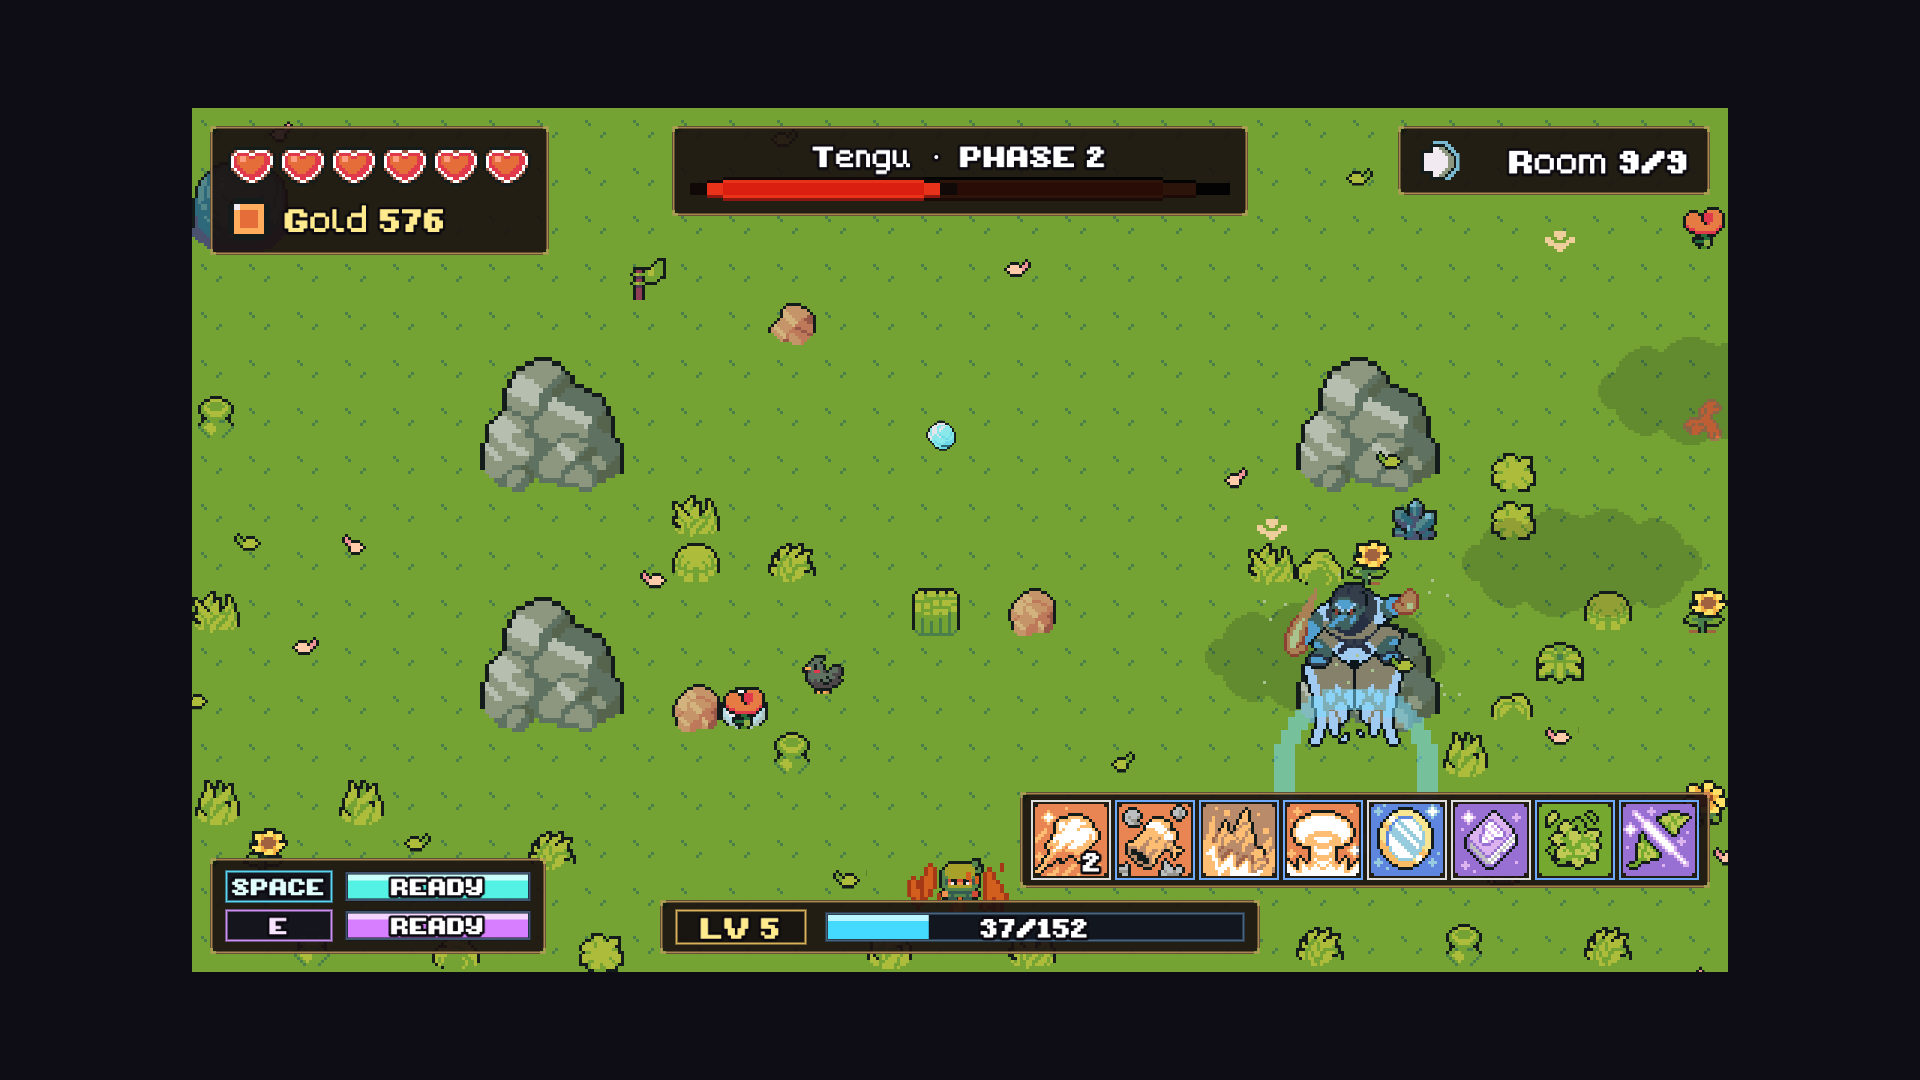 Gold 576
Tengu · PHASE 2
Room 9/9
2
SPACE READY
E READY
LV 5 37/152